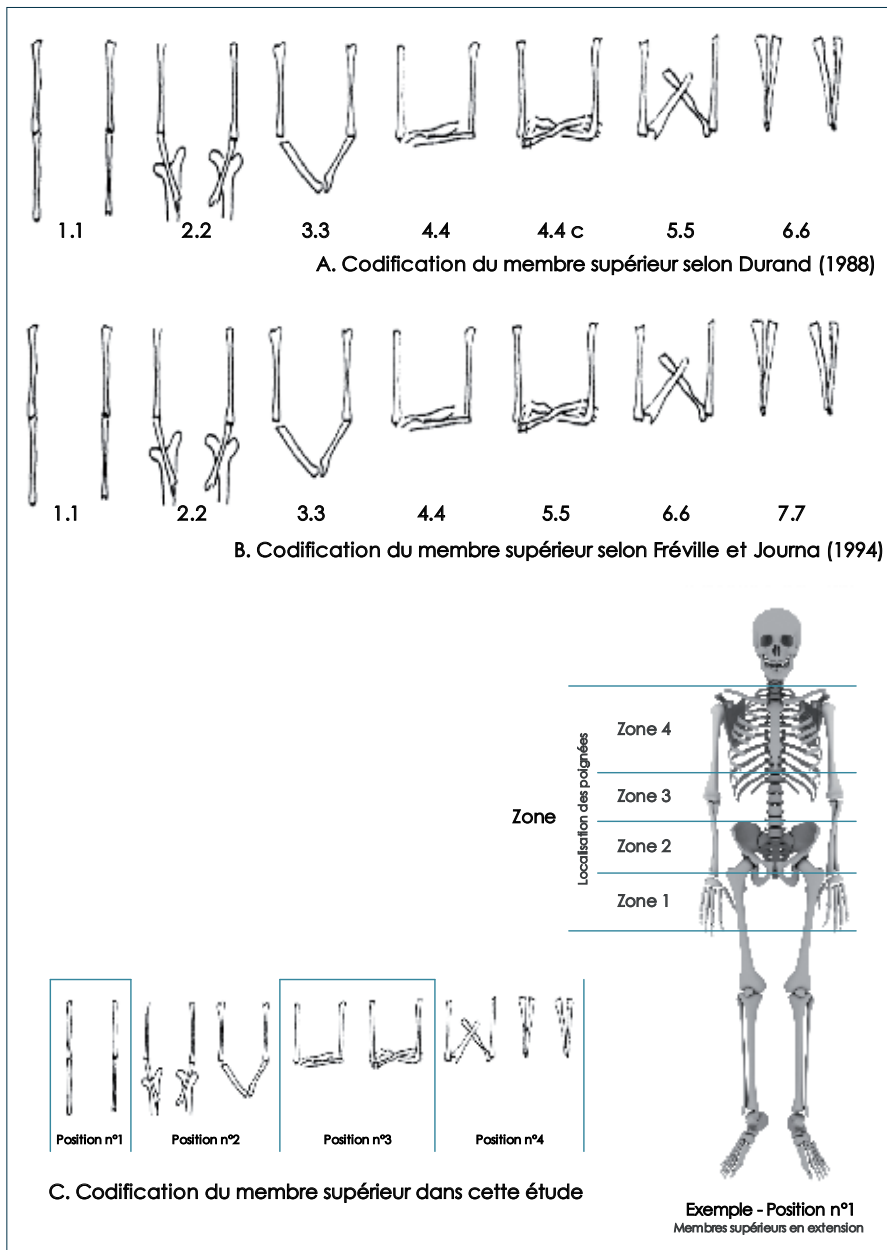 1.1 2.2 3.3 4.4 4.4 c 5.5 6.6
A. Codification du membre supérieur selon Durand (1988)
1.1 2.2 3.3 4.4 5.5 6.6 7.7
B. Codification du membre supérieur selon Fréville et Journa (1994)
Zone
Localisation des poignées
Zone 4
Zone 3
Zone 2
Zone 1
Position n°1 Position n°2 Position n°3 Position n°4
C. Codification du membre supérieur dans cette étude
Exemple - Position n°1
Membres supérieurs en extension